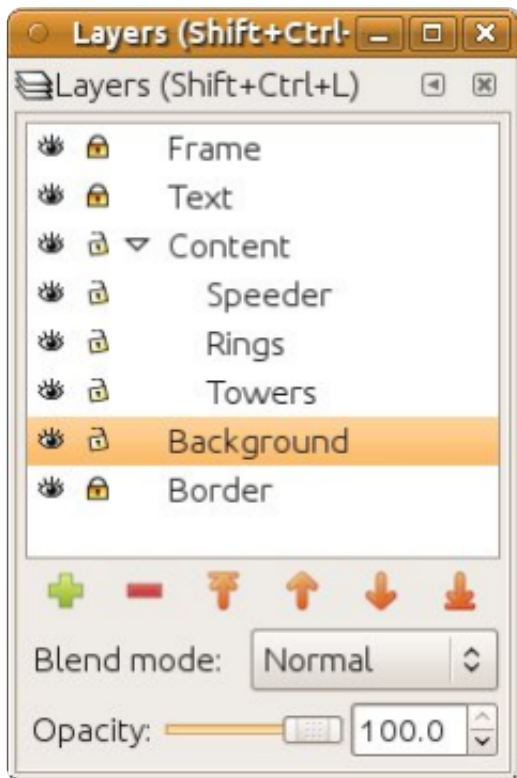 Layers (Shift+Ctrl-
Layers (Shift+Ctrl+L)
Frame
Text
Content
Speeder
Rings
Towers
Background
Border
Blend mode: Normal
Opacity: 100.0